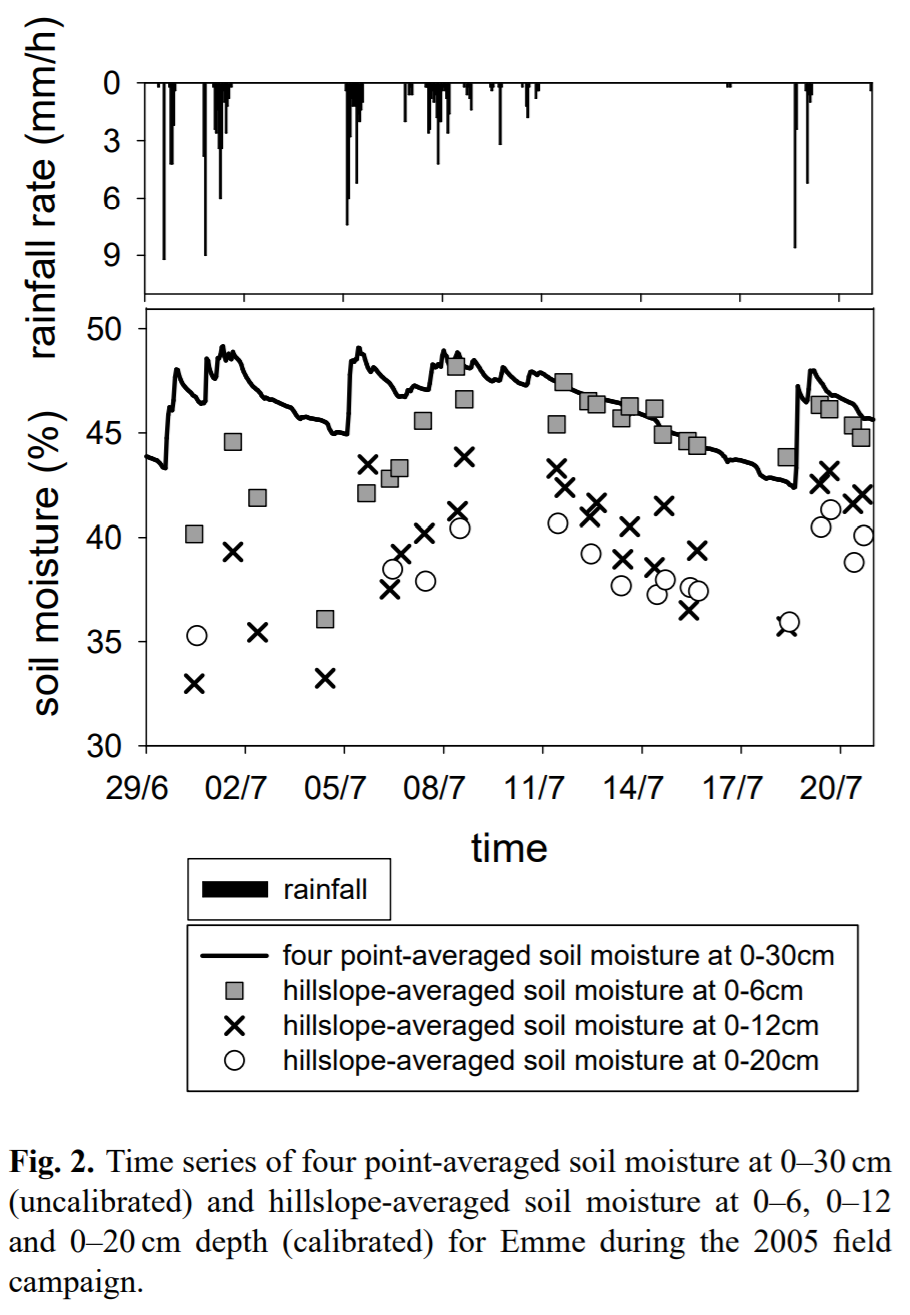 rainfall rate (mm/h)
0
3
6
9
soil moisture (%)
50
45
40
35
30
29/6 02/7 05/7 08/7 11/7 14/7 17/7 20/7
time
rainfall
four point-averaged soil moisture at 0-30cm
hillslope-averaged soil moisture at 0-6cm
hillslope-averaged soil moisture at 0-12cm
hillslope-averaged soil moisture at 0-20cm
Fig. 2. Time series of four point-averaged soil moisture at 0–30 cm
(uncalibrated) and hillslope-averaged soil moisture at 0–6, 0–12
and 0–20 cm depth (calibrated) for Emme during the 2005 field
campaign.